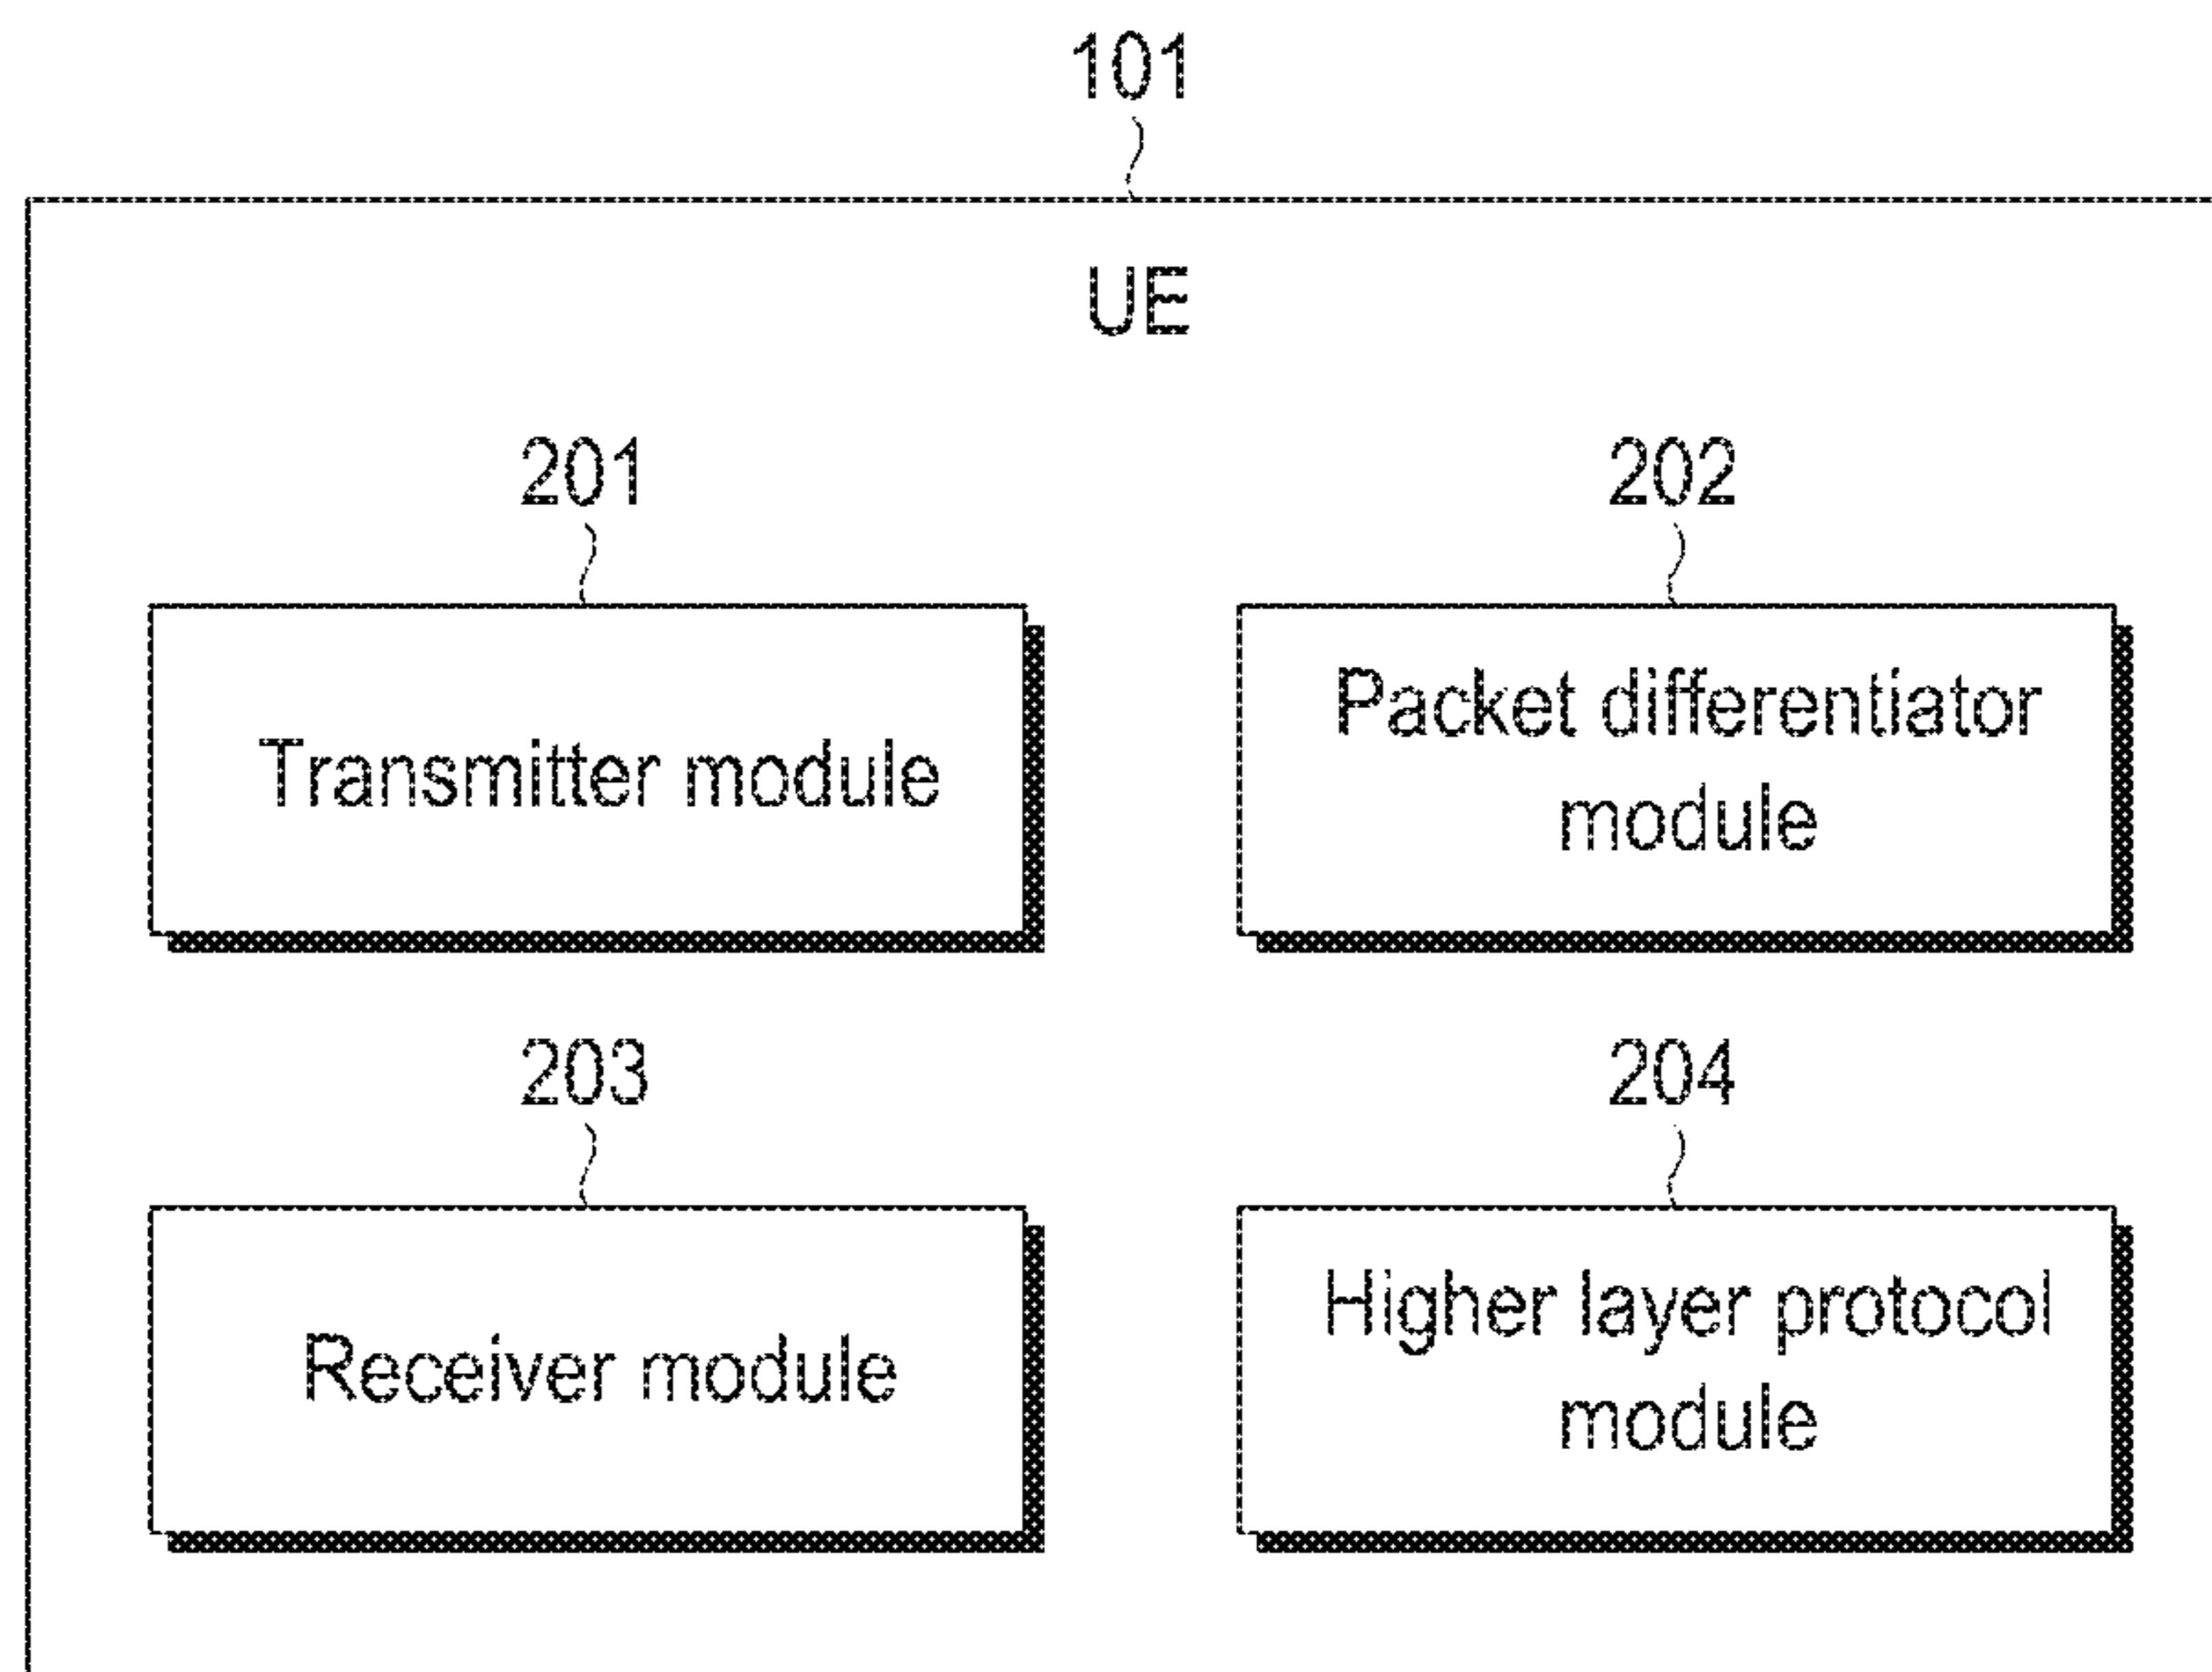 101
UE
201
202
Transmitter module
Packet differentiator
module
203
204
Receiver module
Higher layer protocol
module